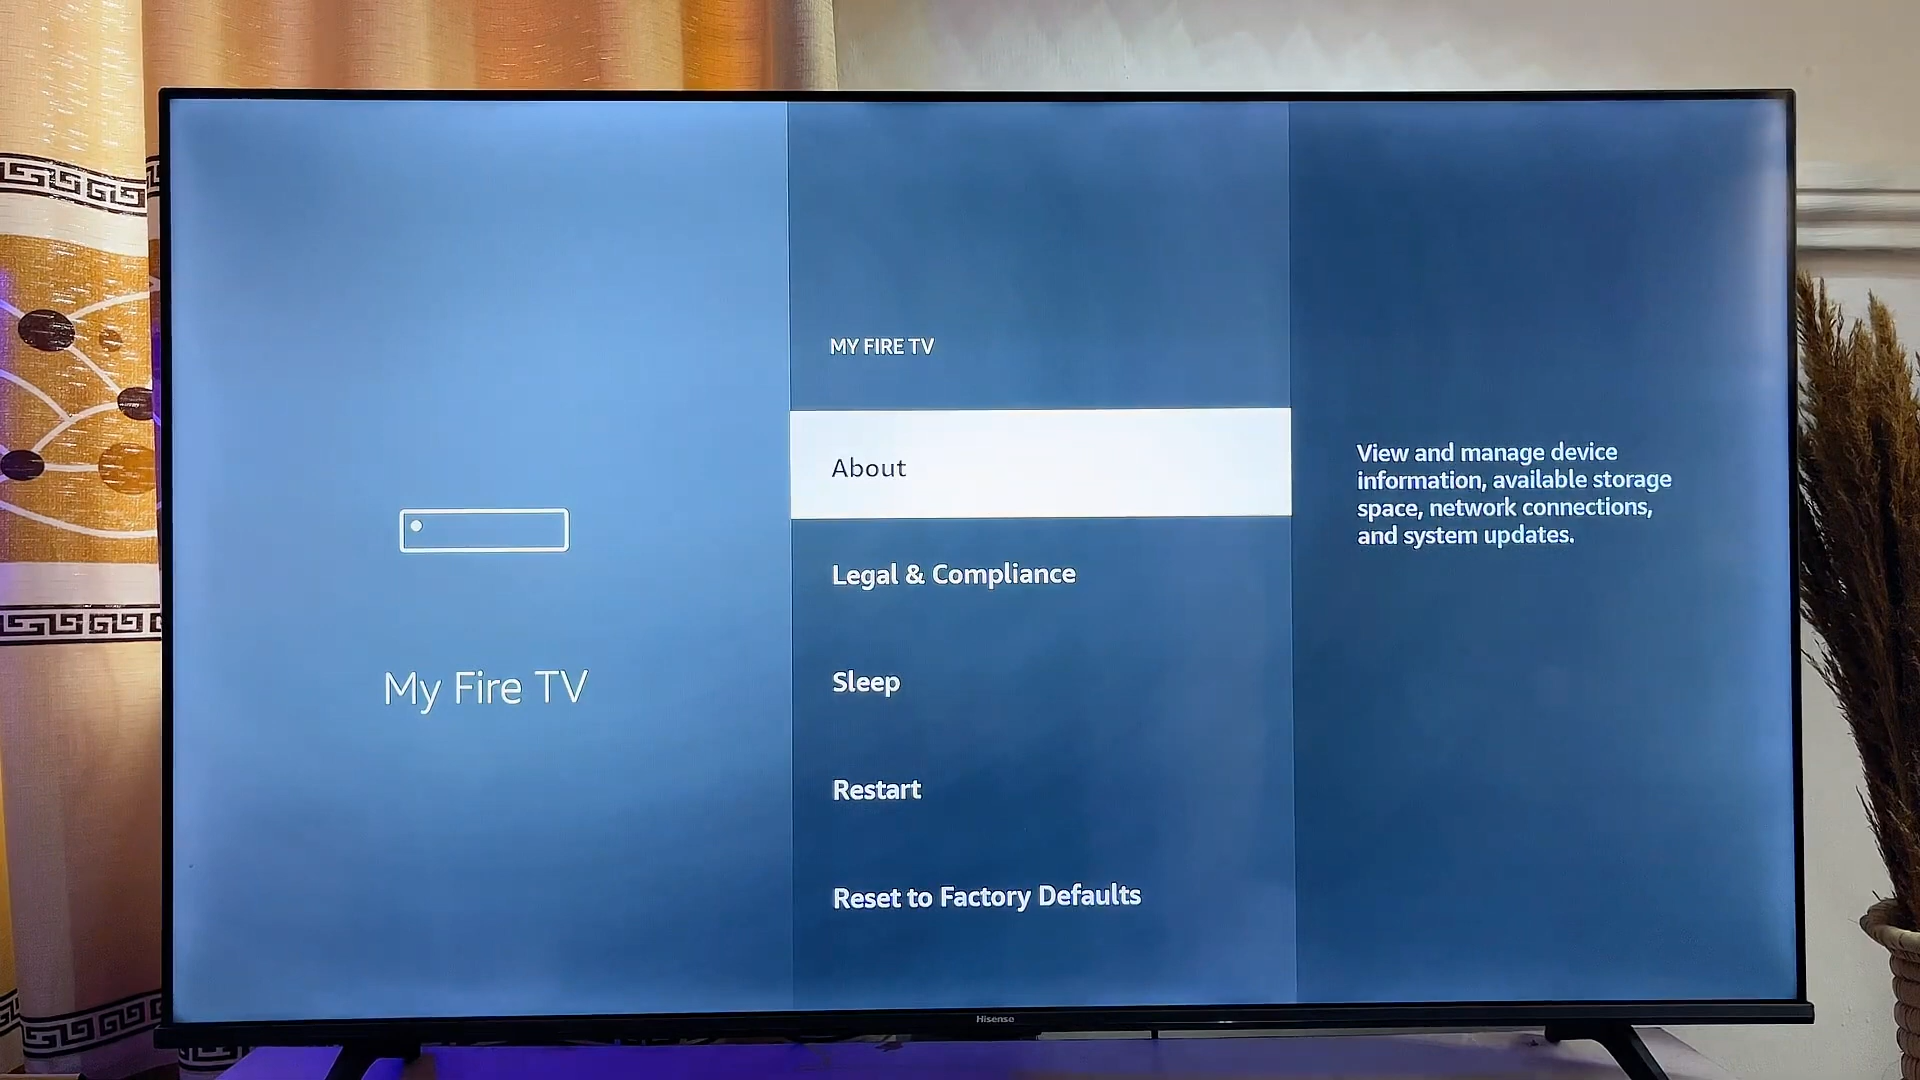 My Fire TV
MY FIRE TV
About
Legal & Compliance
Sleep
Restart
Reset to Factory Defaults
View and manage device
information, available storage
space, network connections,
and system updates.
Hisense